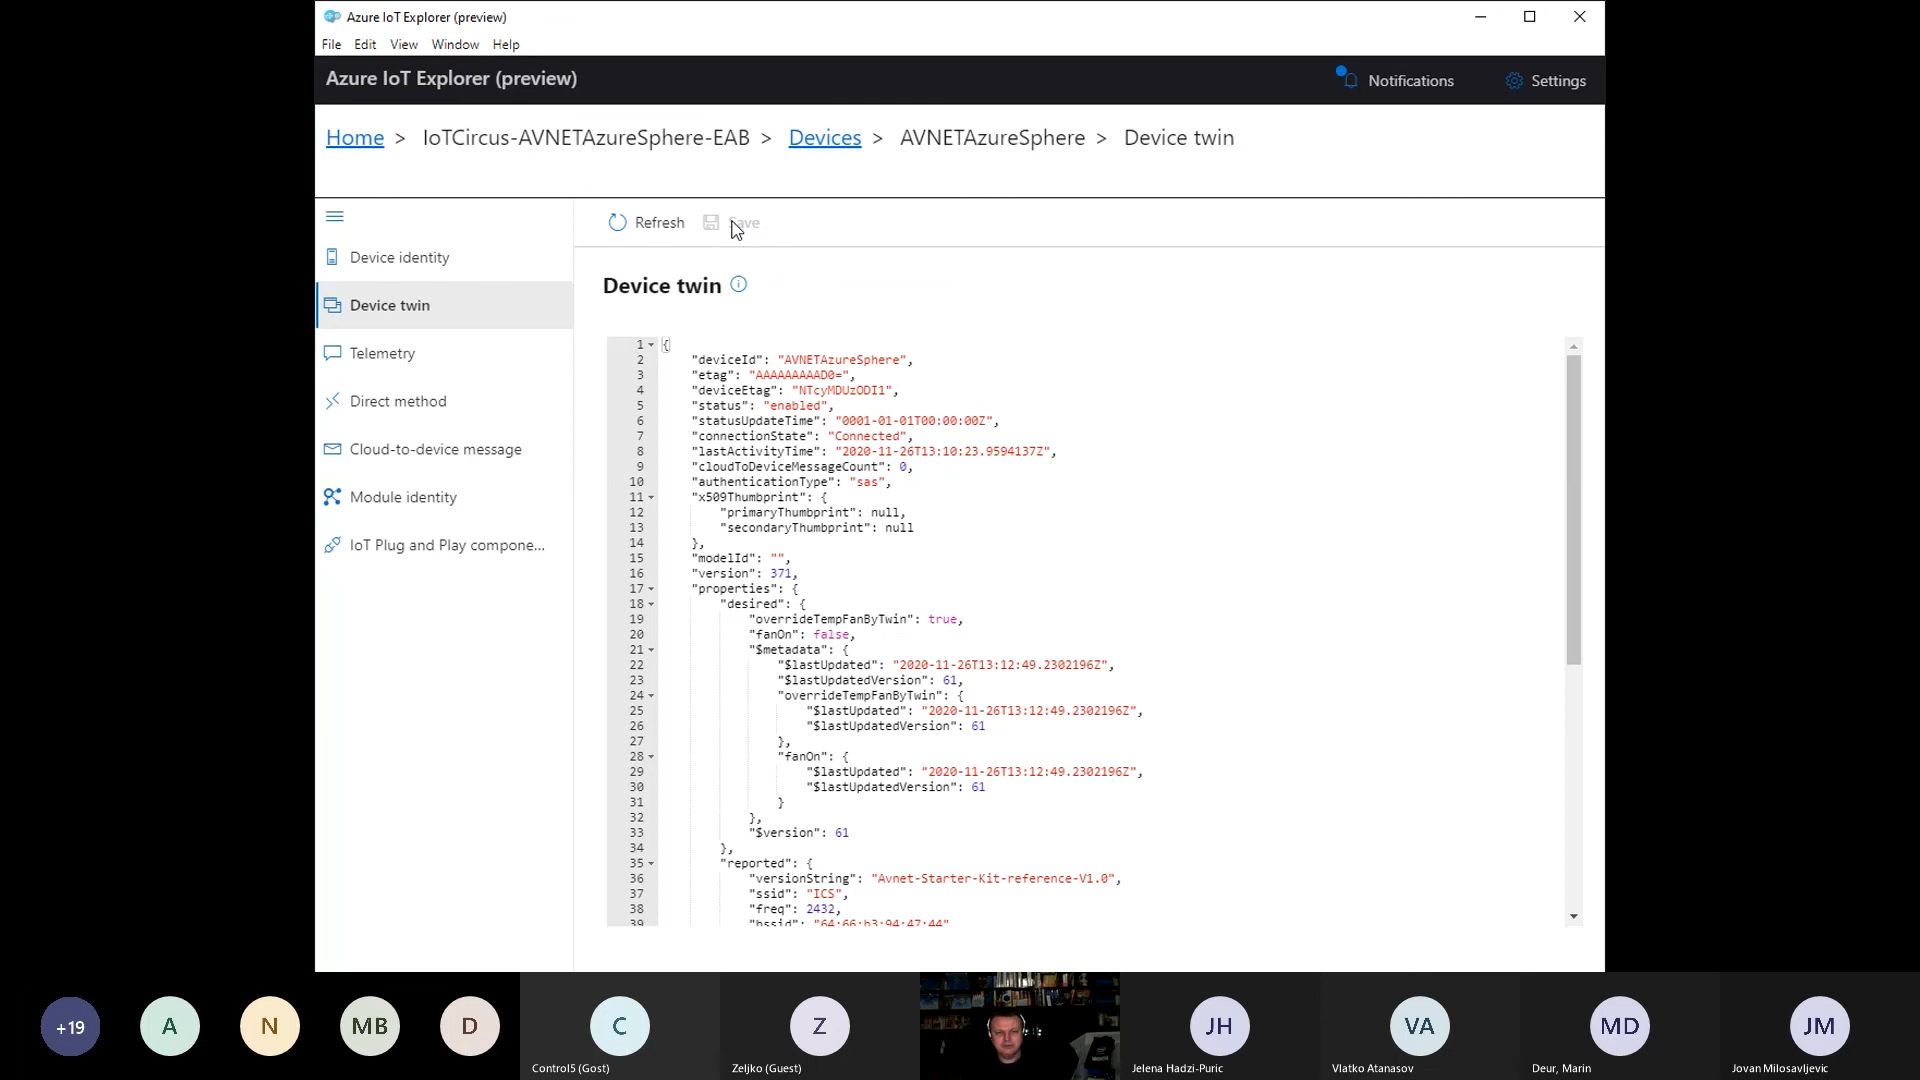 Azure IoT Explorer (preview)
File Edit View Window Help
Azure IoT Explorer (preview)
Notifications
Settings
Home > IoTCircus-AVNETAzureSphere-EAB > Devices > AVNETAzureSphere > Device twin
Refresh Save
Device identity
Device twin
Telemetry
Direct method
Cloud-to-device message
Module identity
IoT Plug and Play compone...
Device twin
1 {
2 "deviceId": "AVNETAzureSphere",
3 "etag": "AAAAAAAAAD0=",
4 "deviceEtag": "NTcyMDUzODI1",
5 "status": "enabled",
6 "statusUpdateTime": "0001-01-01T00:00:00Z",
7 "connectionState": "Connected",
8 "lastActivityTime": "2020-11-26T13:10:23.9594137Z",
9 "cloudToDeviceMessageCount": 0,
10 "authenticationType": "sas",
11 "x509Thumbprint": {
12 "primaryThumbprint": null,
13 "secondaryThumbprint": null
14 },
15 "modelId": "",
16 "version": 371,
17 "properties": {
18 "desired": {
19 "overrideTempFanByTwin": true,
20 "fanOn": false,
21 "$metadata": {
22 "$lastUpdated": "2020-11-26T13:12:49.2302196Z",
23 "$lastUpdatedVersion": 61,
24 "overrideTempFanByTwin": {
25 "$lastUpdated": "2020-11-26T13:12:49.2302196Z",
26 "$lastUpdatedVersion": 61
27 },
28 "fanOn": {
29 "$lastUpdated": "2020-11-26T13:12:49.2302196Z",
30 "$lastUpdatedVersion": 61
31 }
32 },
33 "$version": 61
34 },
35 "reported": {
36 "versionString": "Avnet-Starter-Kit-reference-V1.0",
37 "ssid": "ICS",
38 "freq": 2432,
39 "bssid": "64:66:b3:94:47:44"
+19
A
N
MB
D
C
Control5 (Gost)
Z
Zeljko (Guest)
JH
Jelena Hadzi-Puric
VA
Vlatko Atanasov
MD
Deur, Marin
JM
Jovan Milosavljevic